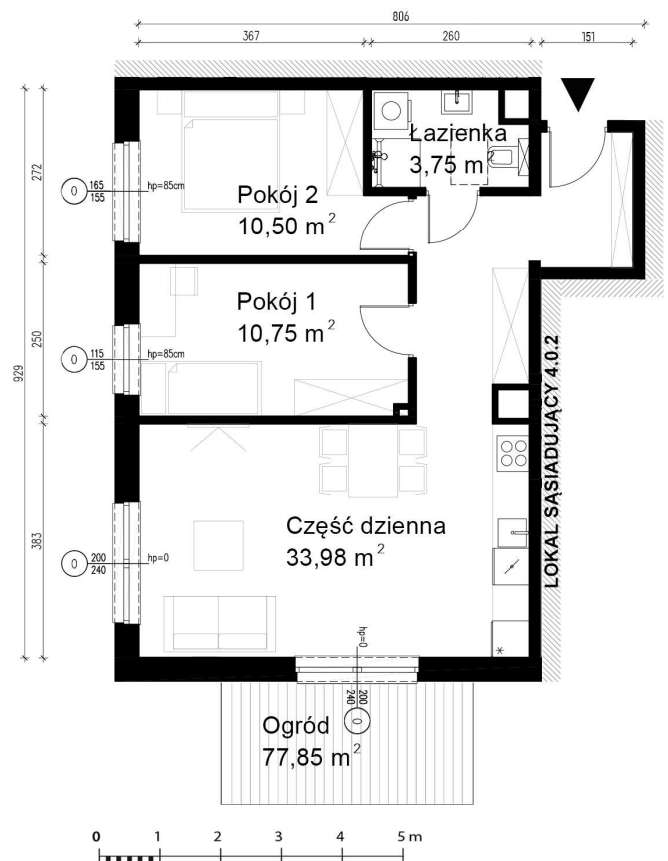 806
367
260
151
929
272
250
383
Łazienka
3,75 m²
Pokój 2
10,50 m²
0
165
155
hp=85cm
Pokój 1
10,75 m²
0
115
155
hp=85cm
LOKAL SĄSIADUJĄCY 4.0.2
Część dzienna
33,98 m²
0
200
240
hp=0
hp=0
200
240
0
Ogród
77,85 m²
0 1 2 3 4 5 m